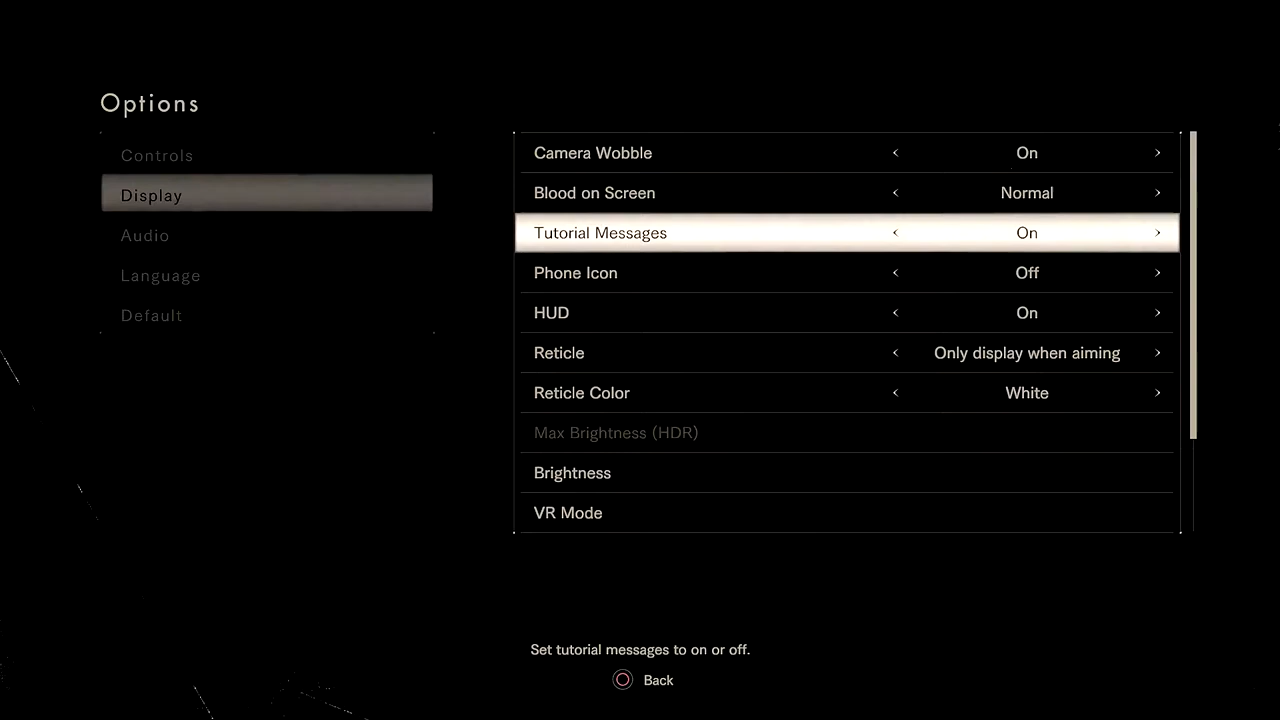 Options
Controls
Display
Audio
Language
Default
Camera Wobble < On >
Blood on Screen < Normal >
Tutorial Messages < On >
Phone Icon < Off >
HUD < On >
Reticle < Only display when aiming >
Reticle Color < White >
Max Brightness (HDR)
Brightness
VR Mode
Set tutorial messages to on or off.
Back